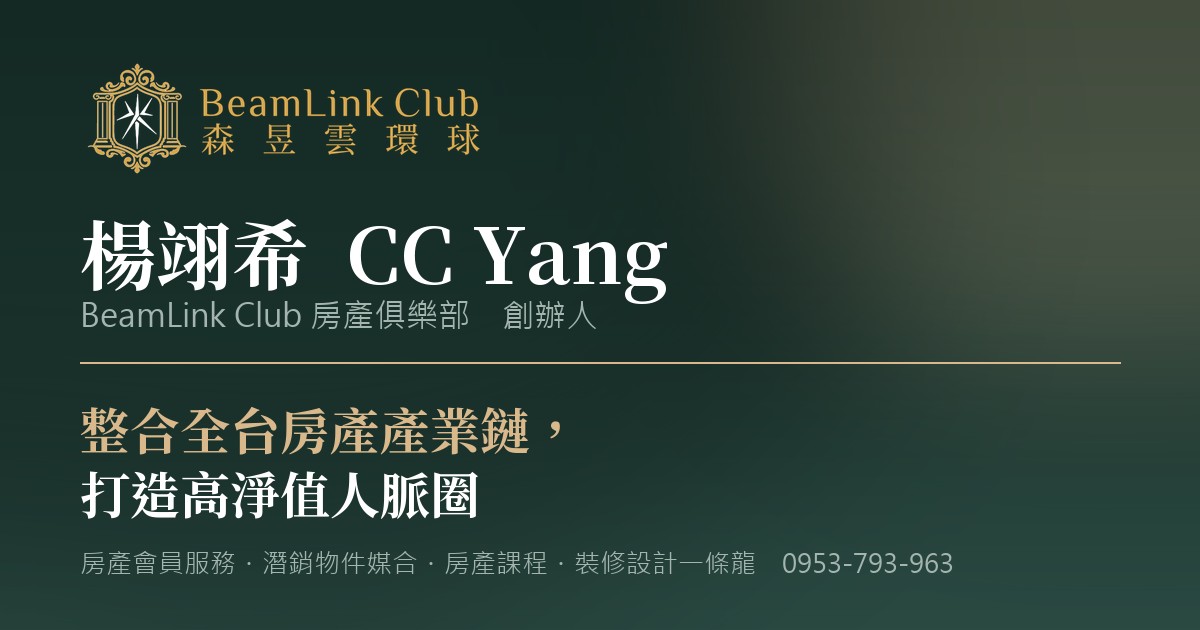 BeamLink Club
森昱雲環球
楊翊希 CC Yang
BeamLink Club 房產俱樂部 創辦人
整合全台房產產業鏈，
打造高淨值人脈圈
房產會員服務 · 潛銷物件媒合 · 房產課程 · 裝修設計一條龍 0953-793-963